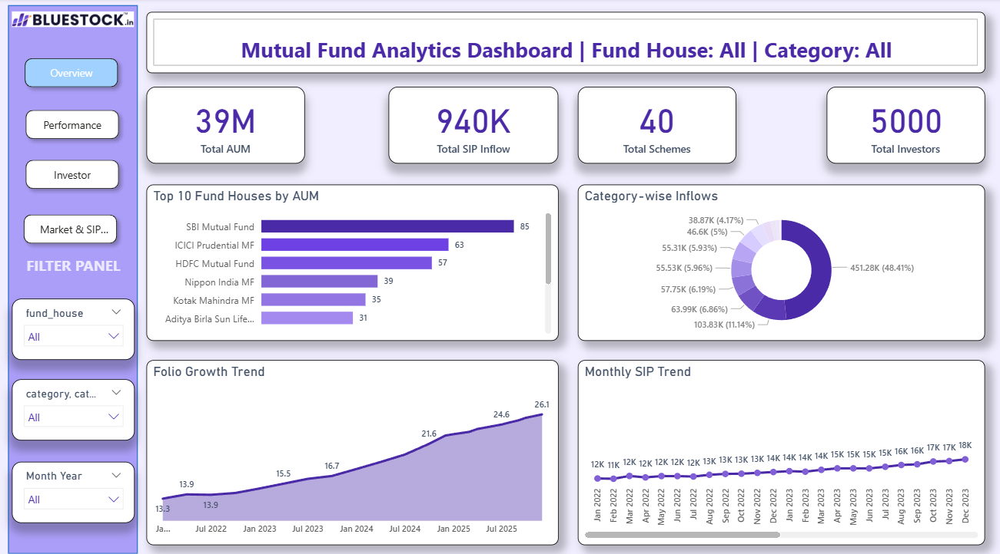 BLUESTOCK™.in
Overview
Performance
Investor
Market & SIP...
FILTER PANEL
fund_house
All
category, cat...
All
Month Year
All
Mutual Fund Analytics Dashboard | Fund House: All | Category: All
39M
Total AUM
940K
Total SIP Inflow
40
Total Schemes
5000
Total Investors
Top 10 Fund Houses by AUM
SBI Mutual Fund 85
ICICI Prudential MF 63
HDFC Mutual Fund 57
Nippon India MF 39
Kotak Mahindra MF 35
Aditya Birla Sun Life... 31
Category-wise Inflows
38.87K (4.17%)
46.6K (5%)
55.31K (5.93%)
55.53K (5.96%)
57.75K (6.19%)
63.99K (6.86%)
103.83K (11.14%)
451.28K (48.41%)
Folio Growth Trend
13.3
13.9
13.9
15.5
16.7
21.6
24.6
26.1
Ja... Jul 2022 Jan 2023 Jul 2023 Jan 2024 Jul 2024 Jan 2025 Jul 2025
Monthly SIP Trend
12K 11K 12K 12K 12K 12K 12K 13K 13K 13K 13K 14K 14K 14K 14K 15K 15K 15K 15K 16K 16K 17K 17K 18K
Jan 2022
Feb 2022
Mar 2022
Apr 2022
May 2022
Jun 2022
Jul 2022
Aug 2022
Sep 2022
Oct 2022
Nov 2022
Dec 2022
Jan 2023
Feb 2023
Mar 2023
Apr 2023
May 2023
Jun 2023
Jul 2023
Aug 2023
Sep 2023
Oct 2023
Nov 2023
Dec 2023